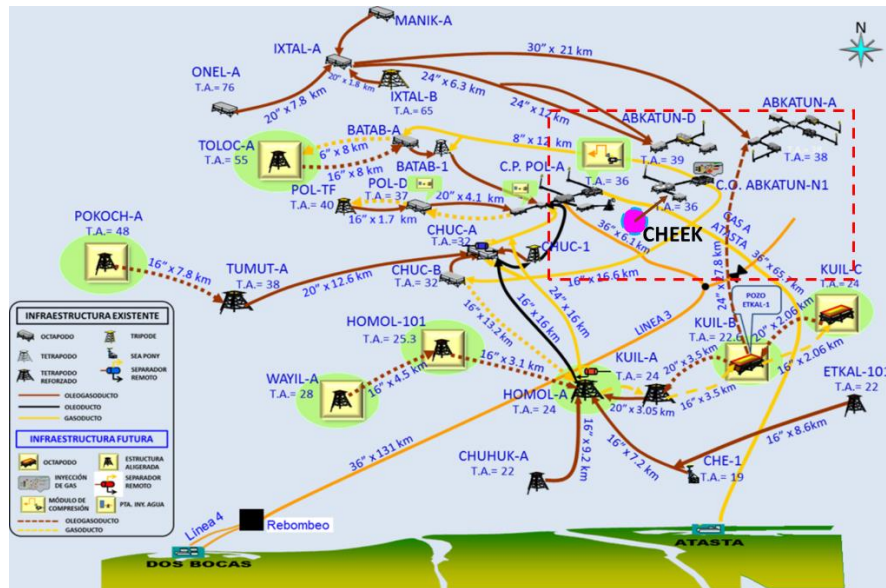 N
MANIK-A
IXTAL-A
30” x 21 km
ONEL-A
T.A.= 76
20” x 7.8 km
20” x 1.8 km
IXTAL-B
T.A.= 65
24” x 6.3 km
24” x 12 km
ABKATUN-D
T.A.= 39
ABKATUN-A
T.A.= 38
TOLOC-A
T.A.= 55
BATAB-A
6” x 8 km
16” x 8 km
BATAB-1
8” x 12 km
T.A.= 36
C.P. POL-A
C.O. ABKATUN-N1
T.A.= 36
POL-TF
T.A.= 40
POL-D
T.A.= 37
20” x 4.1 km
16” x 1.7 km
CHEEK
GAS A
ATASTA
POKOCH-A
T.A.= 48
16” x 7.8 km
TUMUT-A
T.A.= 38
20” x 12.6 km
CHUC-A
T.A.=32
CHUC-1
CHUC-B
T.A.= 32
36” x 6.1 km
16” x 16.6 km
24” x 16 km
16” x 16 km
16” x 13.2 km
24” x 27.8 km
KUIL-C
T.A.= 24
POZO
ETKAL-1
KUIL-B
T.A.= 22.6
20” x 2.06 km
16” x 2.06 km
LINEA 3
HOMOL-101
T.A.= 25.3
16” x 3.1 km
WAYIL-A
T.A.= 28
16” x 4.5 km
KUIL-A
T.A.= 24
20” x 3.5 km
16” x 3.5 km
20” x 3.05 km
HOMOL-A
T.A.= 24
ETKAL-101
T.A.= 22
16” x 8.6km
CHE-1
T.A.= 19
16” x 7.2 km
16” x 9.2 km
CHUHUK-A
T.A.= 22
36” x 131 km
Línea 4
Rebombeo
DOS BOCAS
ATASTA
INFRAESTRUCTURA EXISTENTE
OCTAPODO
TRIPODE
TETRAPODO
SEA PONY
TETRAPODO
REFORZADO
SEPARADOR
REMOTO
OLEOGASODUCTO
OLEODUCTO
GASODUCTO
INFRAESTRUCTURA FUTURA
OCTAPODO
ESTRUCTURA
ALIGERADA
INYECCIÓN
DE GAS
SEPARADOR
REMOTO
MÓDULO DE
COMPRESIÓN
PTA. INY. AGUA
OLEOGASODUCTO
GASODUCTO